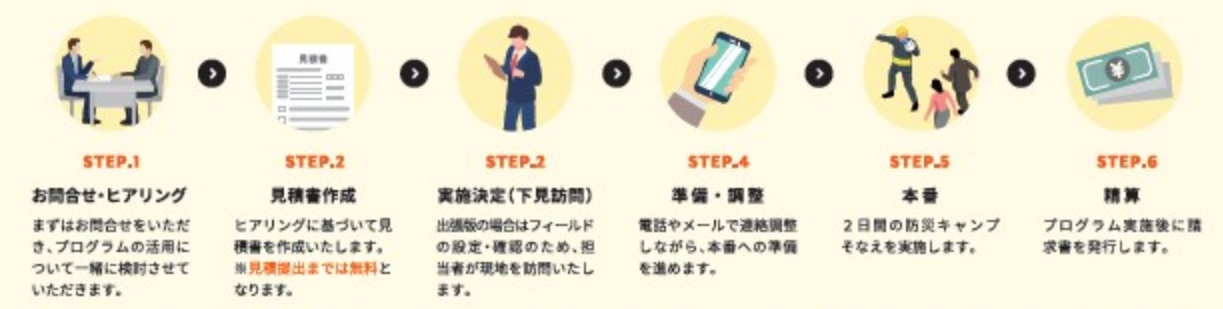 見積書
STEP.1
お問合せ・ヒアリング
まずはお問合せをいただ
き、プログラムの活用に
ついて一緒に検討させて
いただきます。
STEP.2
見積書作成
ヒアリングに基づいて見
積書を作成いたします。
※見積提出までは無料と
なります。
STEP.2
実施決定(下見訪問)
出張版の場合はフィールド
の設定・確認のため、担
当者が現地を訪問いたし
ます。
STEP.4
準備・調整
電話やメールで連絡調整
しながら、本番への準備
を進めます。
STEP.5
本番
2日間の防災キャンプ
そなえを実施します。
¥
STEP.6
精算
プログラム実施後に請
求書を発行します。